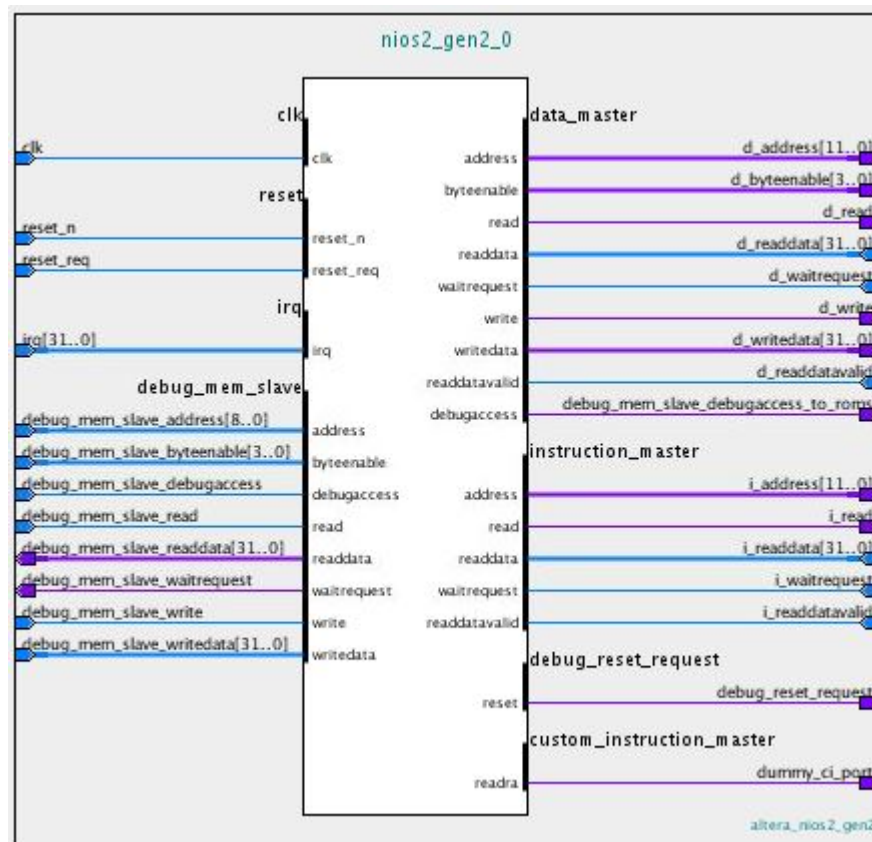 nios2_gen2_0
clk
clk
clk
reset
reset_n
reset_n
reset_req
reset_req
irq
irq[31..0]
irq
debug_mem_slave
debug_mem_slave_address[8..0]
address
debug_mem_slave_byteenable[3..0]
byteenable
debug_mem_slave_debugaccess
debugaccess
debug_mem_slave_read
read
debug_mem_slave_readdata[31..0]
readdata
debug_mem_slave_waitrequest
waitrequest
debug_mem_slave_write
write
debug_mem_slave_writedata[31..0]
writedata
data_master
address
d_address[11..0]
byteenable
d_byteenable[3..0]
read
d_read
readdata
d_readdata[31..0]
waitrequest
d_waitrequest
write
d_write
writedata
d_writedata[31..0]
readdatavalid
d_readdatavalid
debugaccess
debug_mem_slave_debugaccess_to_roms
instruction_master
address
i_address[11..0]
read
i_read
readdata
i_readdata[31..0]
waitrequest
i_waitrequest
readdatavalid
i_readdatavalid
debug_reset_request
reset
debug_reset_request
custom_instruction_master
readra
dummy_ci_port
altera_nios2_gen2